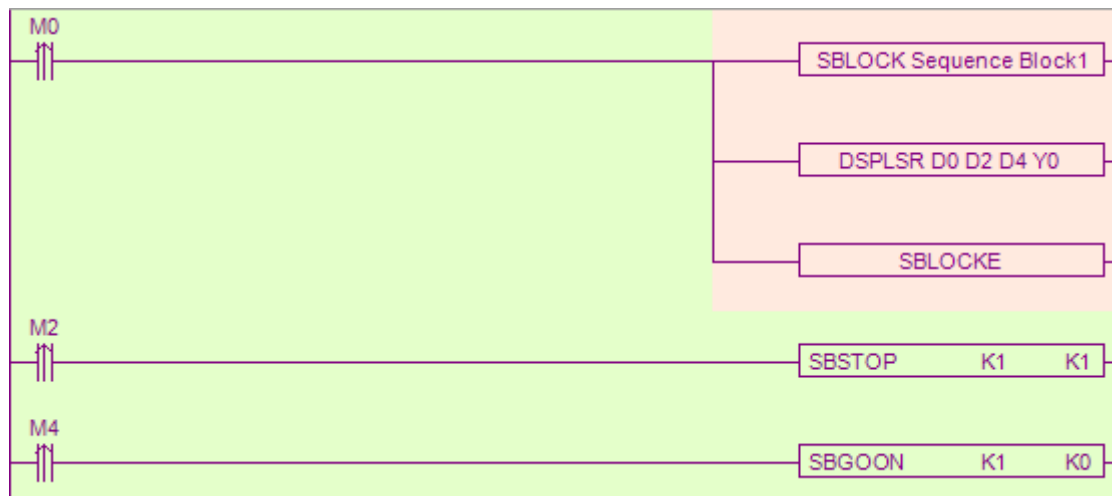 M0
SBLOCK Sequence Block1
DSPLSR D0 D2 D4 Y0
SBLOCKE
M2
SBSTOP K1 K1
M4
SBGOON K1 K0